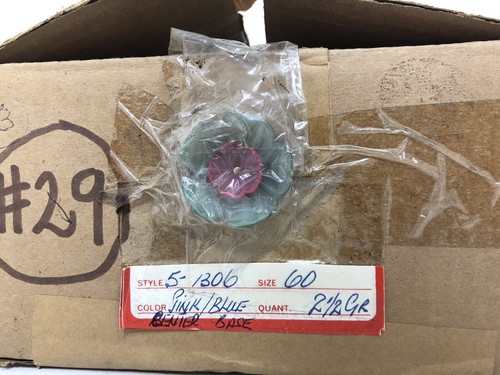 #29
STYLE 5-1306 SIZE 60
COLOR PINK/BLUE QUANT. 2 1/2 GR
CENTER BASE